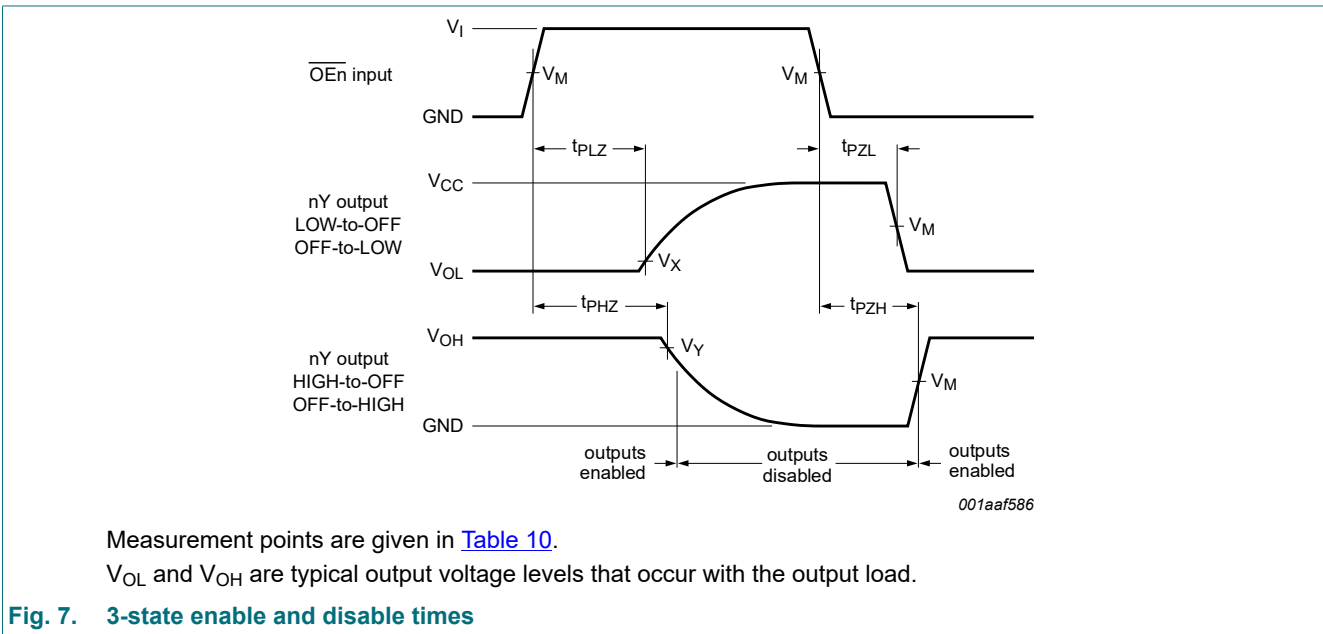 V_I
OEn input
V_M
V_M
GND
t_PLZ
t_PZL
V_CC
nY output
LOW-to-OFF
OFF-to-LOW
V_M
V_X
V_OL
t_PHZ
t_PZH
V_OH
V_Y
nY output
HIGH-to-OFF
OFF-to-HIGH
V_M
GND
outputs
enabled
outputs
disabled
outputs
enabled
001aaf586
Measurement points are given in Table 10.
V_OL and V_OH are typical output voltage levels that occur with the output load.
Fig. 7. 3-state enable and disable times